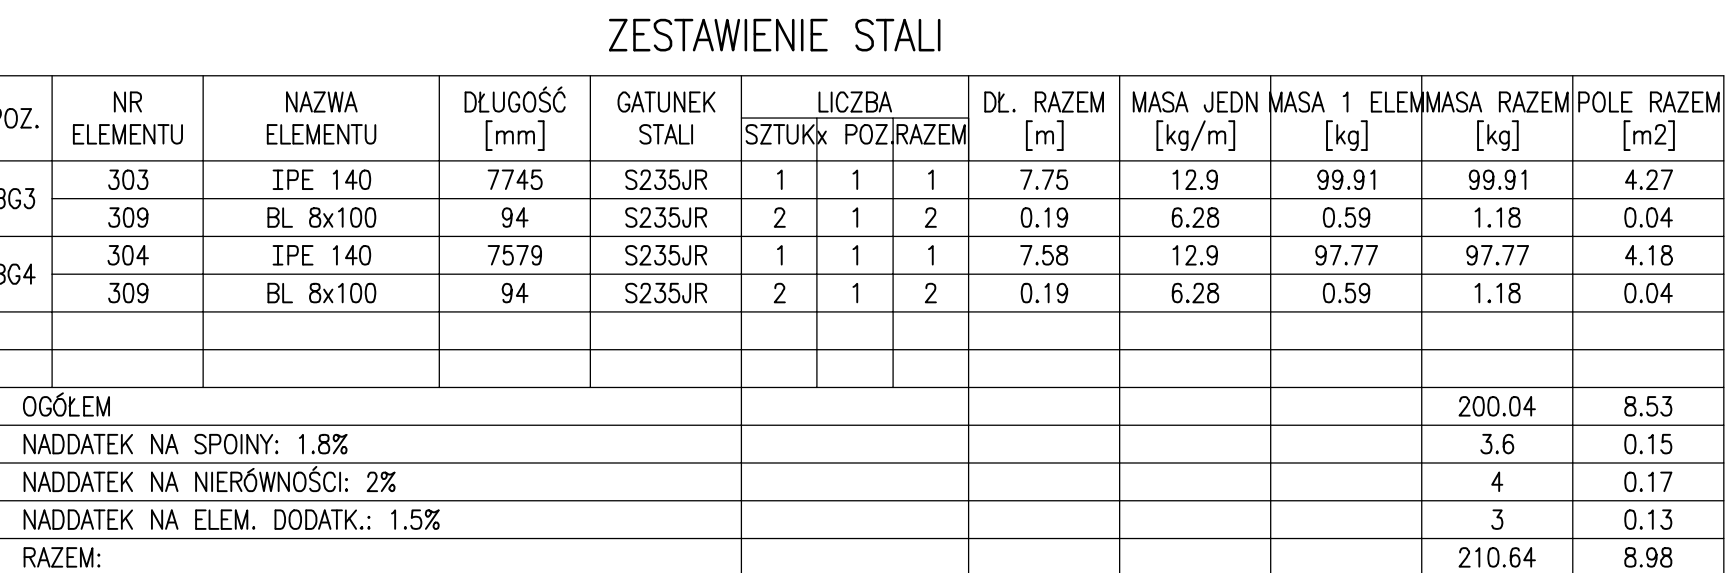 ZESTAWIENIE STALI
POZ. NR ELEMENTU NAZWA ELEMENTU DŁUGOŚĆ [mm] GATUNEK STALI LICZBA SZTUK x POZ. RAZEM DŁ. RAZEM [m] MASA JEDN [kg/m] MASA 1 ELEM [kg] MASA RAZEM [kg] POLE RAZEM [m2]
BG3 303 IPE 140 7745 S235JR 1 1 1 7.75 12.9 99.91 99.91 4.27
309 BL 8x100 94 S235JR 2 1 2 0.19 6.28 0.59 1.18 0.04
BG4 304 IPE 140 7579 S235JR 1 1 1 7.58 12.9 97.77 97.77 4.18
309 BL 8x100 94 S235JR 2 1 2 0.19 6.28 0.59 1.18 0.04
OGÓŁEM 200.04 8.53
NADDATEK NA SPOINY: 1.8% 3.6 0.15
NADDATEK NA NIERÓWNOŚCI: 2% 4 0.17
NADDATEK NA ELEM. DODATK.: 1.5% 3 0.13
RAZEM: 210.64 8.98